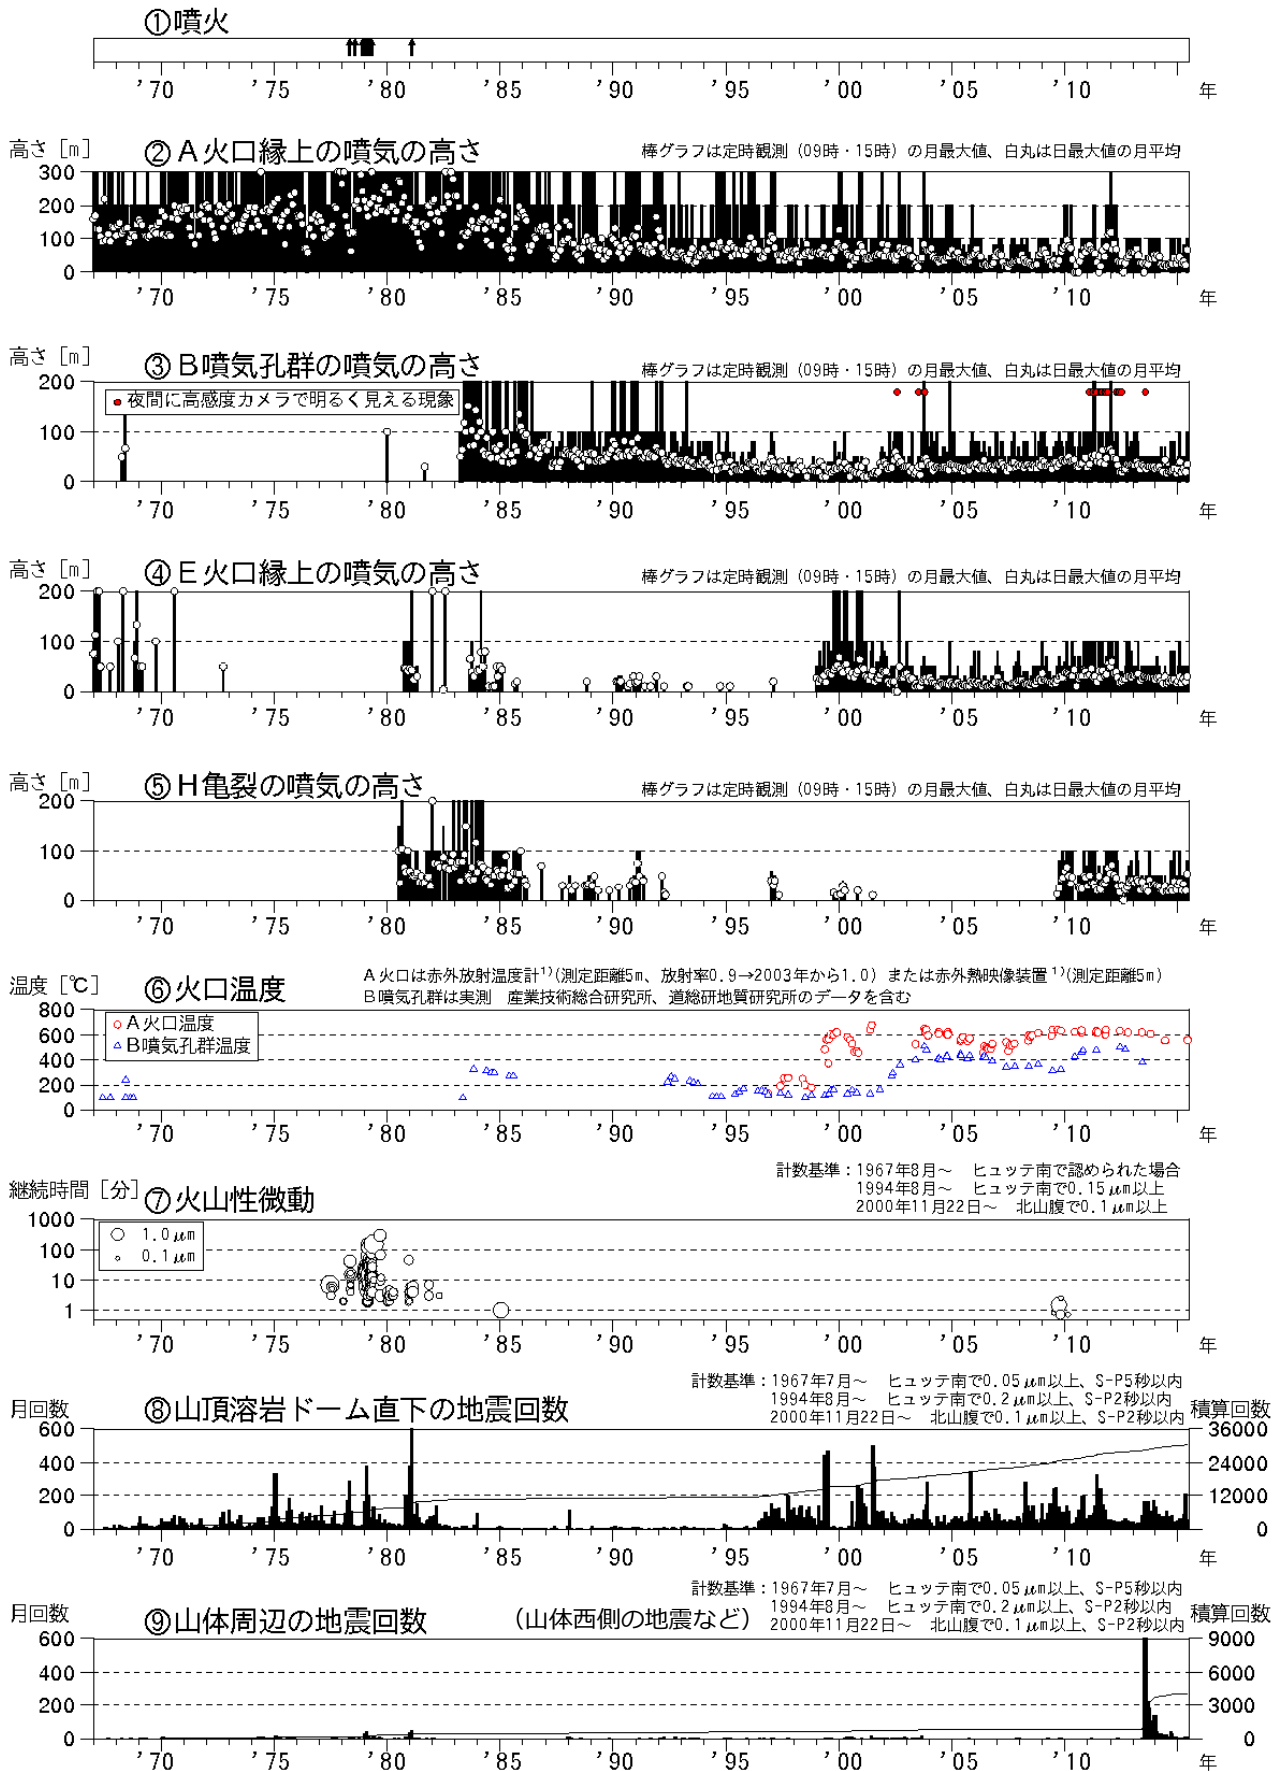 ①噴火
'70 '75 '80 '85 '90 '95 '00 '05 '10 年
高さ [m] ②A火口縁上の噴気の高さ 棒グラフは定時観測 (09時・15時) の月最大値、白丸は日最大値の月平均
300
200
100
0
'70 '75 '80 '85 '90 '95 '00 '05 '10 年
高さ [m] ③B噴気孔群の噴気の高さ 棒グラフは定時観測 (09時・15時) の月最大値、白丸は日最大値の月平均
200
夜間に高感度カメラで明るく見える現象
100
0
'70 '75 '80 '85 '90 '95 '00 '05 '10 年
高さ [m] ④E火口縁上の噴気の高さ 棒グラフは定時観測 (09時・15時) の月最大値、白丸は日最大値の月平均
200
100
0
'70 '75 '80 '85 '90 '95 '00 '05 '10 年
高さ [m] ⑤H亀裂の噴気の高さ 棒グラフは定時観測 (09時・15時) の月最大値、白丸は日最大値の月平均
200
100
0
'70 '75 '80 '85 '90 '95 '00 '05 '10 年
A火口は赤外放射温度計1)(測定距離5m、放射率0.9→2003年から1.0) または赤外熱映像装置1)(測定距離5m)
温度 [℃] ⑥火口温度 B噴気孔群は実測 産業技術総合研究所、道総研地質研究所のデータを含む
800
A火口温度
600
B噴気孔群温度
400
200
0
'70 '75 '80 '85 '90 '95 '00 '05 '10 年
計数基準：1967年8月～ ヒュッテ南で認められた場合
継続時間 [分] ⑦火山性微動 1994年8月～ ヒュッテ南で0.15μm以上
2000年11月22日～ 北山腹で0.1μm以上
1000
1.0μm
100
0.1μm
10
1
'70 '75 '80 '85 '90 '95 '00 '05 '10 年
計数基準：1967年7月～ ヒュッテ南で0.05μm以上、S-P5秒以内
1994年8月～ ヒュッテ南で0.2μm以上、S-P2秒以内
月回数 ⑧山頂溶岩ドーム直下の地震回数 2000年11月22日～ 北山腹で0.1μm以上、S-P2秒以内 積算回数
600 36000
400 24000
200 12000
0 0
'70 '75 '80 '85 '90 '95 '00 '05 '10 年
計数基準：1967年7月～ ヒュッテ南で0.05μm以上、S-P5秒以内
1994年8月～ ヒュッテ南で0.2μm以上、S-P2秒以内
月回数 ⑨山体周辺の地震回数 (山体西側の地震など) 2000年11月22日～ 北山腹で0.1μm以上、S-P2秒以内 積算回数
600 9000
400 6000
200 3000
0 0
'70 '75 '80 '85 '90 '95 '00 '05 '10 年